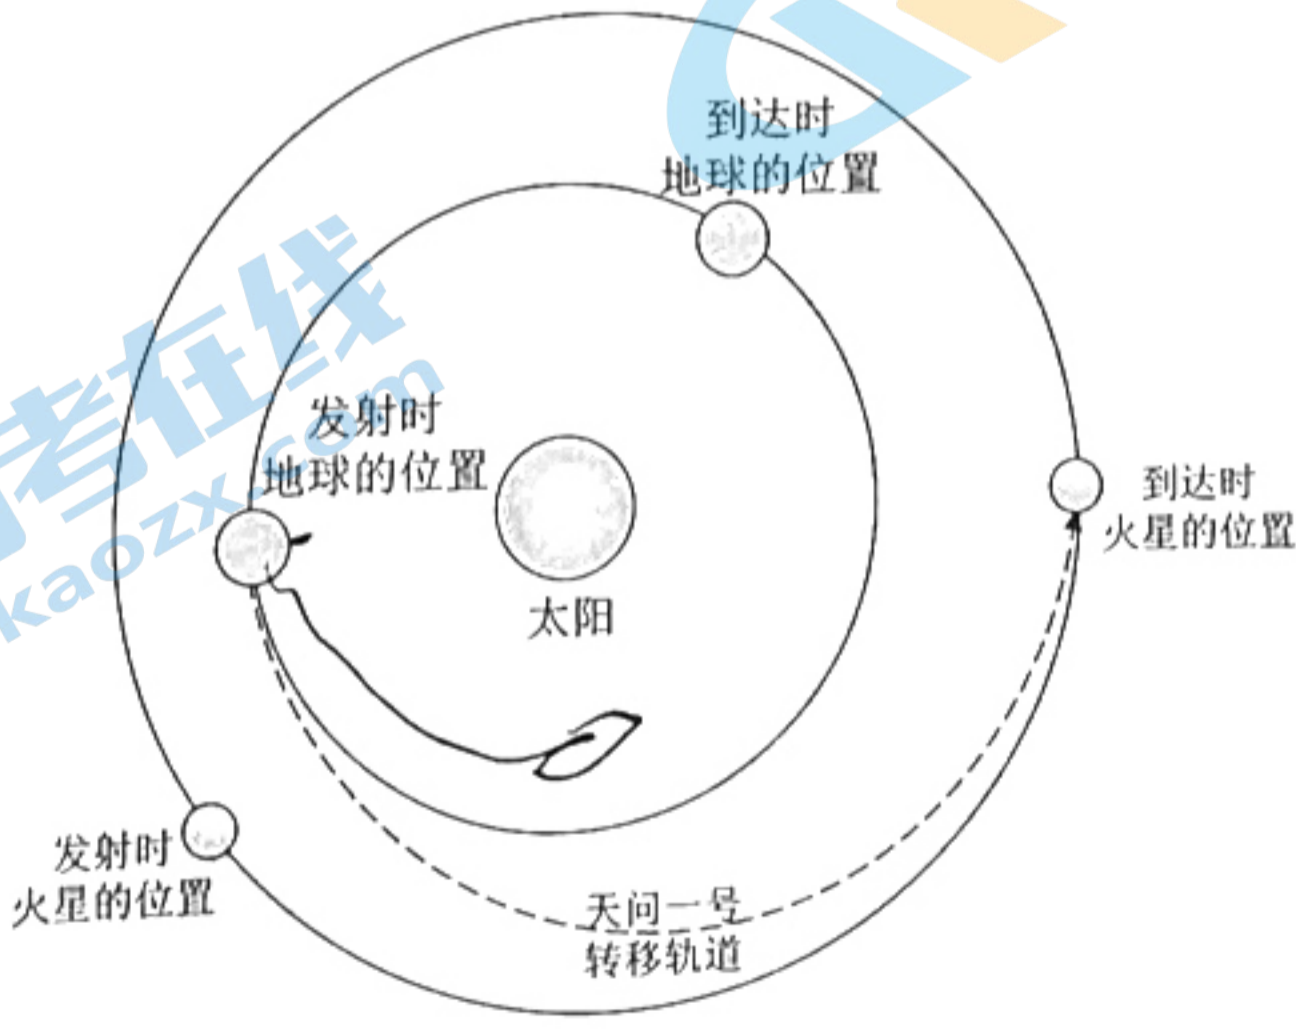 到达时
地球的位置
考在线
kaozx.com
发射时
地球的位置
到达时
火星的位置
太阳
发射时
火星的位置
天问一号
转移轨道